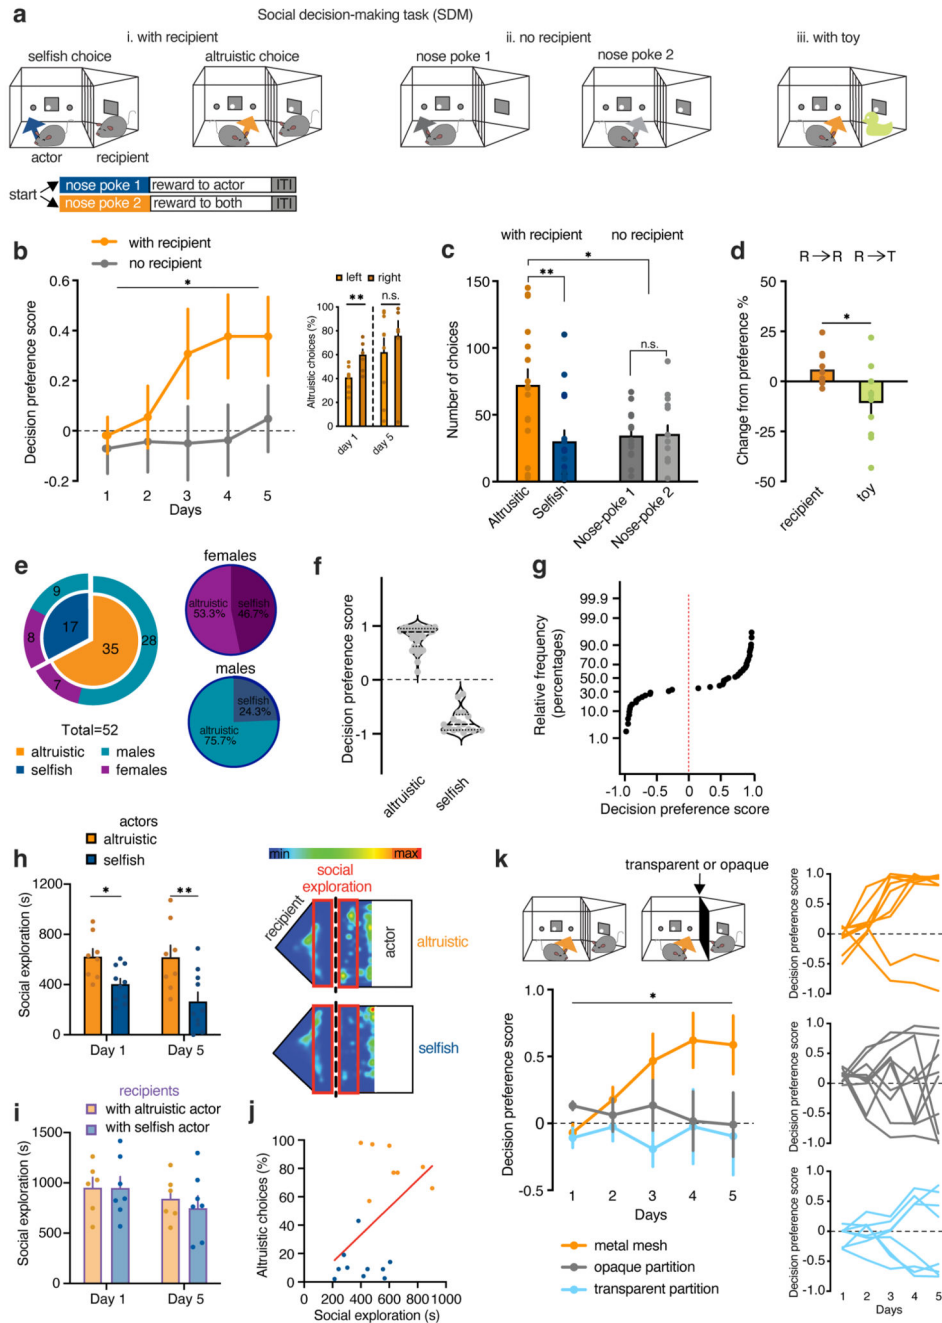 a
Social decision-making task (SDM)
i. with recipient
ii. no recipient
iii. with toy
selfish choice
altruistic choice
nose poke 1
nose poke 2
actor
recipient
start
nose poke 1 reward to actor ITI
nose poke 2 reward to both ITI
b
with recipient
no recipient
*
Decision preference score
0.6
0.4
0.2
0
-0.2
1 2 3 4 5
Days
left right
** n.s.
Altruistic choices (%)
100
80
60
40
20
0
day 1 day 5
c
with recipient no recipient
*
**
n.s.
Number of choices
150
100
50
0
Altrusitic
Selfish
Nose-poke 1
Nose-poke 2
d
R→R R→T
*
Change from preference %
50
25
0
-25
-50
recipient
toy
e
9
8
17
35
28
7
Total=52
altruistic males
selfish females
females
altruistic 53.3%
selfish 46.7%
males
selfish 24.3%
altruistic
75.7%
f
Decision preference score
1
0
-1
altruistic
selfish
g
Relative frequency
(percentages)
99.9
99.0
90.0
70.0
50.0
30.0
10.0
1.0
-1.0 -0.5 0 0.5 1.0
Decision preference score
h
actors
altruistic
selfish
* **
Social exploration (s)
1200
800
400
0
Day 1 Day 5
min max
social
exploration
recipient
actor
altruistic
selfish
i
recipients
with altruistic actor
with selfish actor
Social exploration (s)
1500
1000
500
0
Day 1 Day 5
j
Altruistic choices (%)
100
80
60
40
20
0
0 200 400 600 800 1000
Social exploration (s)
k
transparent or opaque
*
Decision preference score
1.0
0.5
0
-0.5
1 2 3 4 5
Days
metal mesh
opaque partition
transparent partition
Decision preference score
1.0
0.5
0
-0.5
1.0
Decision preference score
1.0
0.5
0
-0.5
-1.0
Decision preference score
1.0
0.5
0
-0.5
-1.0
1 2 3 4 5
Days